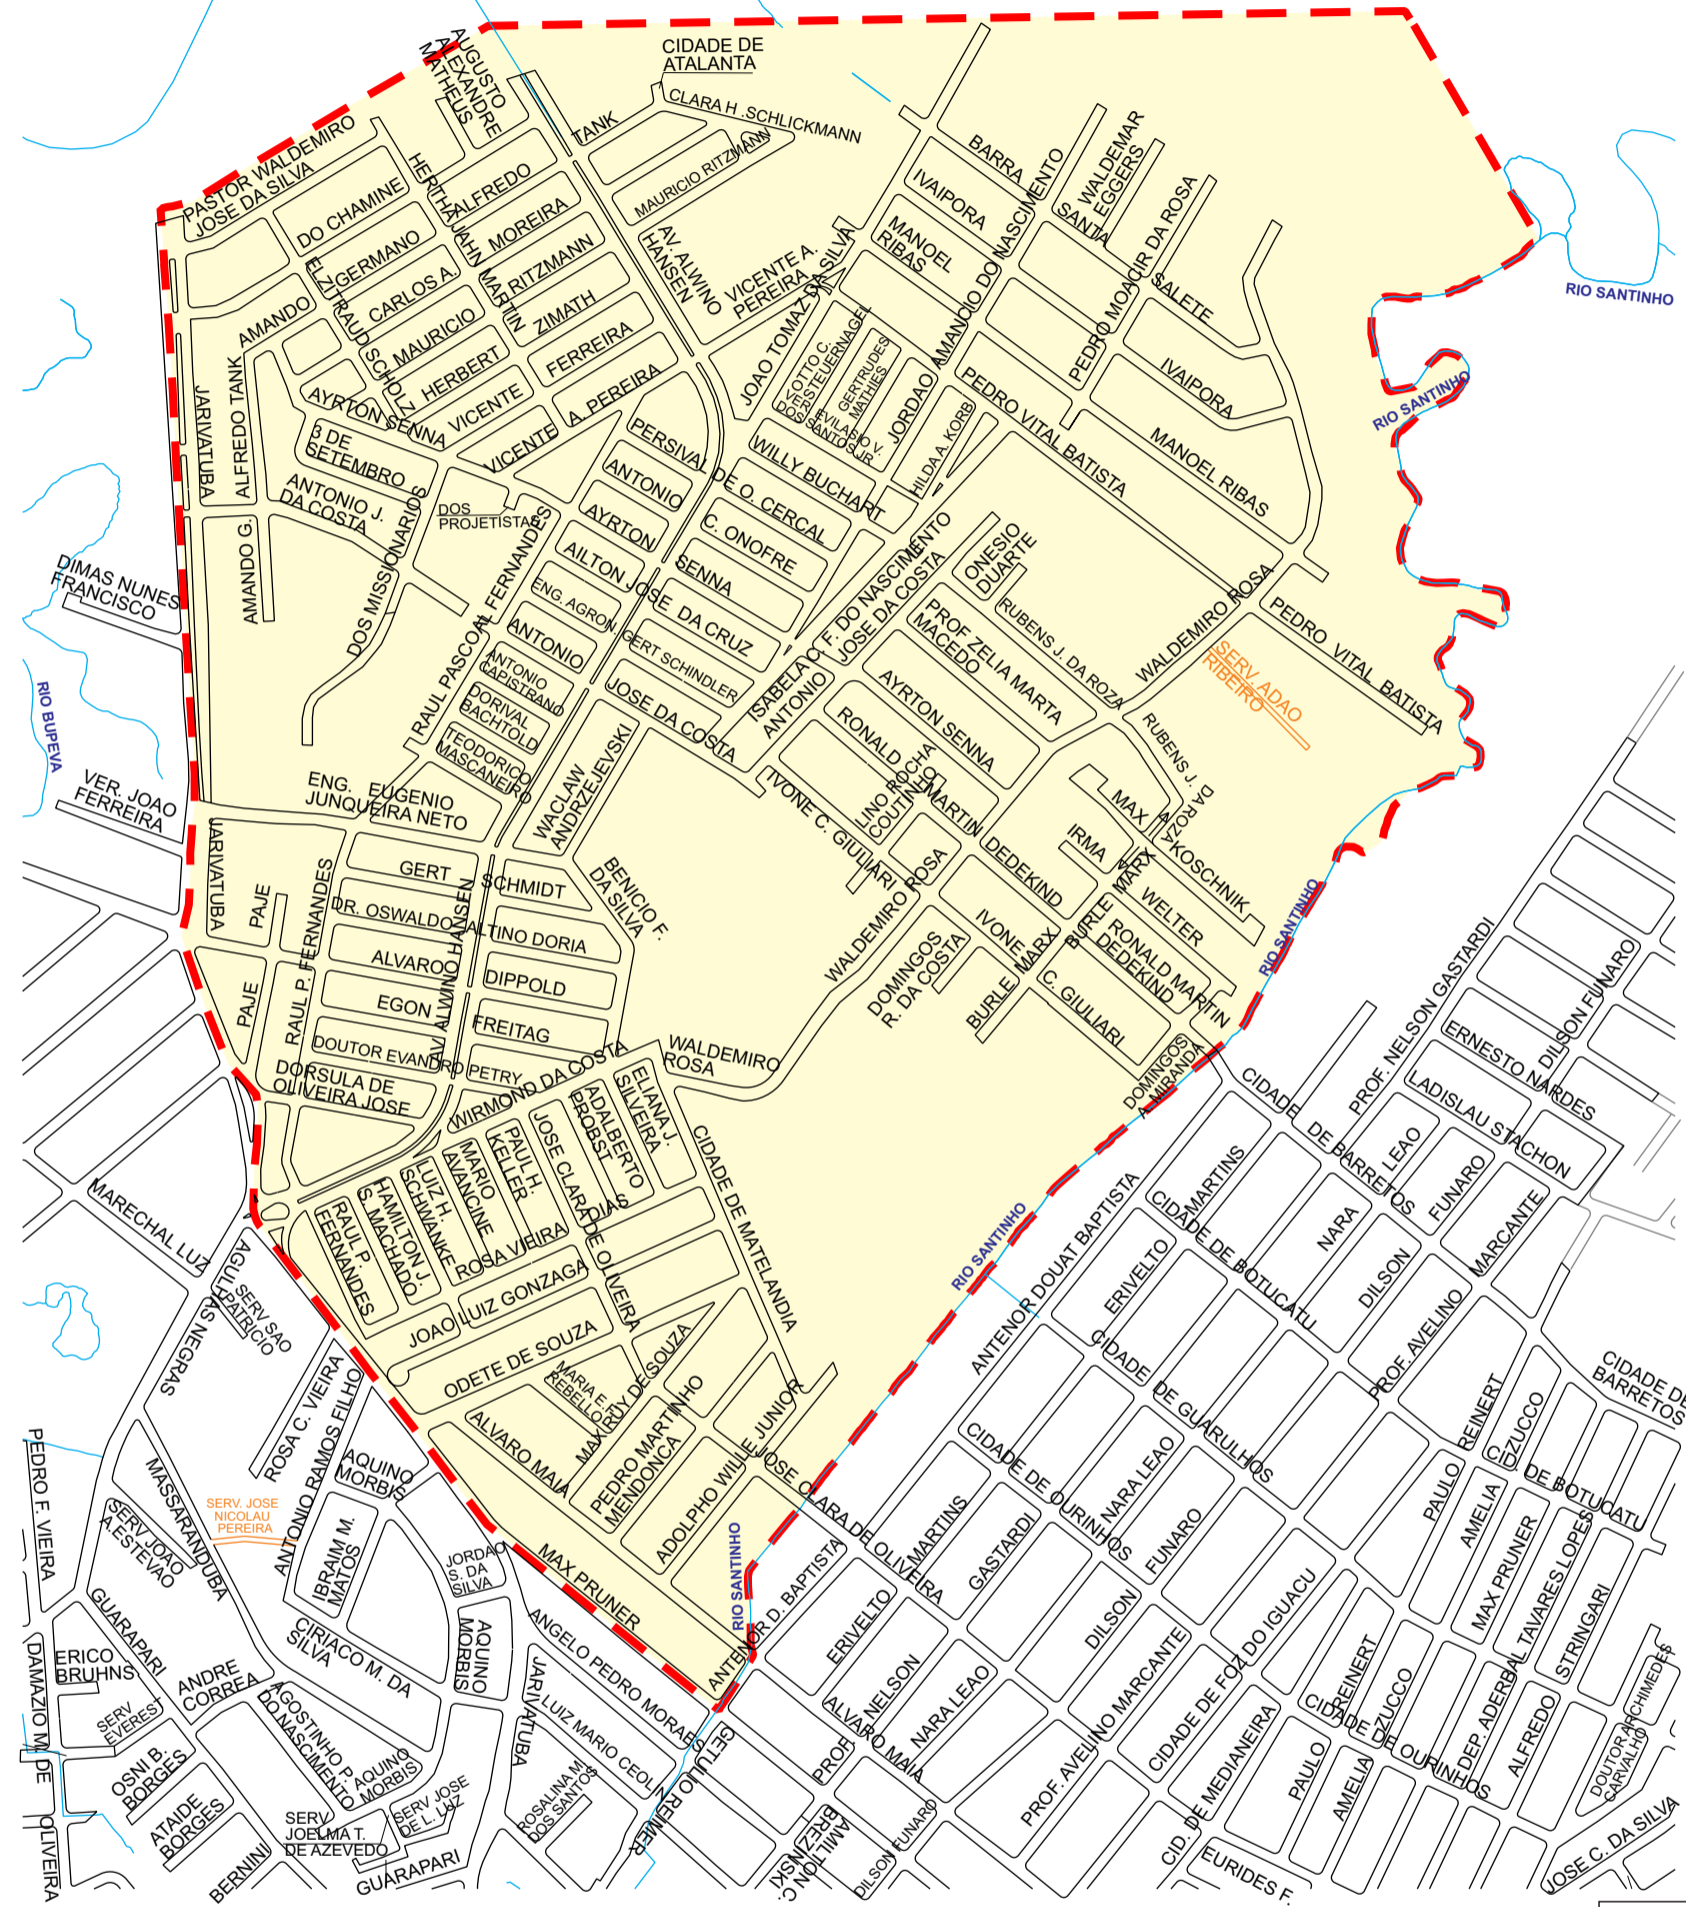 CIDADE DE
ATALANTA
AUGUSTO
ALEXANDRE
MATHEUS
CLARA H .SCHLICKMANN
TANK
MAURICIO RITZMANN
PASTOR WALDEMIRO
JOSE DA SILVA
DO CHAMINE
HERTHA JAHN MARTIN
ALFREDO
MOREIRA
GERMANO
RITZMANN
CARLOS A.
ZIMATH
MAURICIO
FERREIRA
HERBERT
A. PEREIRA
VICENTE
VICENTE
ELZITRAUD SCHOLZ
AMANDO
AYRTON SENNA
3 DE
SETEMBRO
ANTONIO J.
DA COSTA
JARIVATUBA
ALFREDO TANK
AMANDO G.
DOS MISSIONARIOS
DOS
PROJETISTAS
AV. ALWINO
HANSEN
VICENTE A.
PEREIRA
JOAO TOMAZ DA SILVA
BARRA
IVAIPORA
MANOEL
RIBAS
AMANCIO DO NASCIMENTO
WALDEMAR
EGGERS
SANTA
PEDRO MOACIR DA ROSA
SALETE
IVAIPORA
MANOEL RIBAS
PEDRO VITAL BATISTA
OTTO C.
STEUERNAGEL
GERTRUDES
MATHIES
VER. EVILASIO V.
DOS SANTOS JR
JORDAO
HILDA A. KORB
WILLY BUCHART
PERSIVAL DE O. CERCAL
ANTONIO
C. ONOFRE
AYRTON
SENNA
AILTON JOSE DA CRUZ
ENG. AGRON. GERT SCHINDLER
ANTONIO
JOSE DA COSTA
ANTONIO
CAPISTRANO
DORIVAL
BACHTOLD
TEODORICO
MASCANEIRO
RAUL PASCOAL FERNANDES
ISABELA C. F. DO NASCIMENTO
ANTONIO
JOSE DA COSTA
ONESIO
DUARTE
PROF ZELIA MARTA
MACEDO
RUBENS J. DA ROZA
WALDEMIRO ROSA
PEDRO VITAL BATISTA
SERV. ADAO
RIBEIRO
AYRTON SENNA
RONALD
MARTIN
DEDEKIND
LINO ROCHA
COUTINHO
IVONE C. GIULIARI
RUBENS J.
DA ROZA
MAX A. KOSCHNIK
IRMA
WELTER
BURLE MARX
RONALD MARTIN
DEDEKIND
IVONE
C. GIULIARI
BURLE MARX
DOMINGOS
R. DA COSTA
WALDEMIRO ROSA
DOMINGOS
A. MIRANDA
DIMAS NUNES
FRANCISCO
RIO BUPEVA
VER. JOAO
FERREIRA
ENG. EUGENIO
JUNQUEIRA NETO
WACLAW
ANDRZEJEVSKI
JARIVATUBA
PAJE
PAJE
RAUL P. FERNANDES
GERT
SCHMIDT
DR. OSWALDO ALTINO DORIA
ALVARO
DIPPOLD
EGON
FREITAG
DOUTOR EVANDRO PETRY
DORSULA DE
OLIVEIRA JOSE
AV. ALWINO HANSEN
BENICIO F.
DA SILVA
WIRMOND DA COSTA
WALDEMIRO
ROSA
ELIANA J.
SILVEIRA
ADALBERTO
PROBST
JOSE CLARA DE OLIVEIRA
PAUL H.
KELLER
MARIO
AVANCINE
LUIZ H.
SCHWANKE
HAMILTON J.
S. MACHADO
RAUL P.
FERNANDES
ROSA VIEIRA DIAS
CIDADE DE MATELANDIA
JOAO LUIZ GONZAGA
ODETE DE SOUZA
MARIA E. F.
REBELLO
MAX RUY DE SOUZA
ALVARO MAIA
PEDRO MARTINHO
MENDONCA
ADOLPHO WILLE JUNIOR
JOSE CLARA DE OLIVEIRA
MAX PRUNER
ANTENOR D. BAPTISTA
RIO SANTINHO
RIO SANTINHO
RIO SANTINHO
RIO SANTINHO
RIO SANTINHO
MARECHAL LUZ
AGULHAS NEGRAS
SERV SAO
PATRICIO
ROSA C. VIEIRA
ANTONIO RAMOS FILHO
AQUINO
MORBIS
IBRAIM M.
MATOS
SERV. JOSE
NICOLAU
PEREIRA
MASSARANDUBA
SERV JOAO
A.ESTEVAO
PEDRO F. VIEIRA
GUARAPARI
ERICO
BRUHNS
DAMAZIO M. DE OLIVEIRA
SERV
EVEREST
ANDRE
CORREA
OSNI B.
BORGES
ATAIDE
BORGES
BERNINI
AGOSTINHO P.
DO NASCIMENTO
CIRIACO M. DA
SILVA
AQUINO
MORBIS
JORDAO
S. DA
SILVA
AQUINO
MORBIS
SERV JOSE
DE L. LUZ
SERV
JOELMA T.
DE AZEVEDO
GUARAPARI
JARIVATUBA
ANGELO PEDRO MORAES
LUIZ MARIO CEOLIN
ROSALINA M.
DOS SANTOS
GETULIO REIMER
ANTENOR DOUAT BAPTISTA
CIDADE DE BARRETOS
PROF. NELSON GASTARDI
DILSON FUNARO
ERNESTO NARDES
LADISLAU STACHON
LEAO
FUNARO
MARCANTE
MARTINS
NARA
DILSON
CIDADE DE BOTUCATU
ERIVELTO
PROF. AVELINO
CIDADE DE GUARULHOS
CIDADE DE
BARRETOS
REINERT
ZUCCO
CID. DE BOTUCATU
PAULO
AMELIA
MAX PRUNER
DEP. ADERBAL TAVARES LOPES
STRINGARI
CIDADE DE OURINHOS
NARA LEAO
MARTINS
GASTARDI
FUNARO
ERIVELTO
DILSON
NELSON
NARA LEAO
ALVARO MAIA
PROF.
PROF. AVELINO MARCANTE
CIDADE DE FOZ DO IGUACU
CID. DE MEDIANEIRA
REINERT
ZUCCO
CIDADE DE OURINHOS
PAULO
AMELIA
ALFREDO
DOUTOR ARCHIMEDES
CARVALHO
JOSE C. DA SILVA
EURIDES F.
DILSON FUNARO
AMILTON C.
BREZINSKI